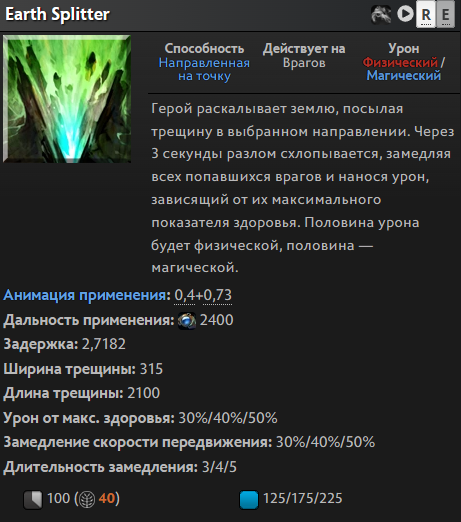 Earth Splitter R E
Способность Действует на Урон
Направленная Врагов Физический /
на точку Магический
Герой раскалывает землю, посылая
трещину в выбранном направлении. Через
3 секунды разлом схлопывается, замедляя
всех попавшихся врагов и нанося урон,
зависящий от их максимального
показателя здоровья. Половина урона
будет физической, половина —
магической.
Анимация применения: 0,4+0,73
Дальность применения: 2400
Задержка: 2,7182
Ширина трещины: 315
Длина трещины: 2100
Урон от макс. здоровья: 30%/40%/50%
Замедление скорости передвижения: 30%/40%/50%
Длительность замедления: 3/4/5
100 ( 40) 125/175/225